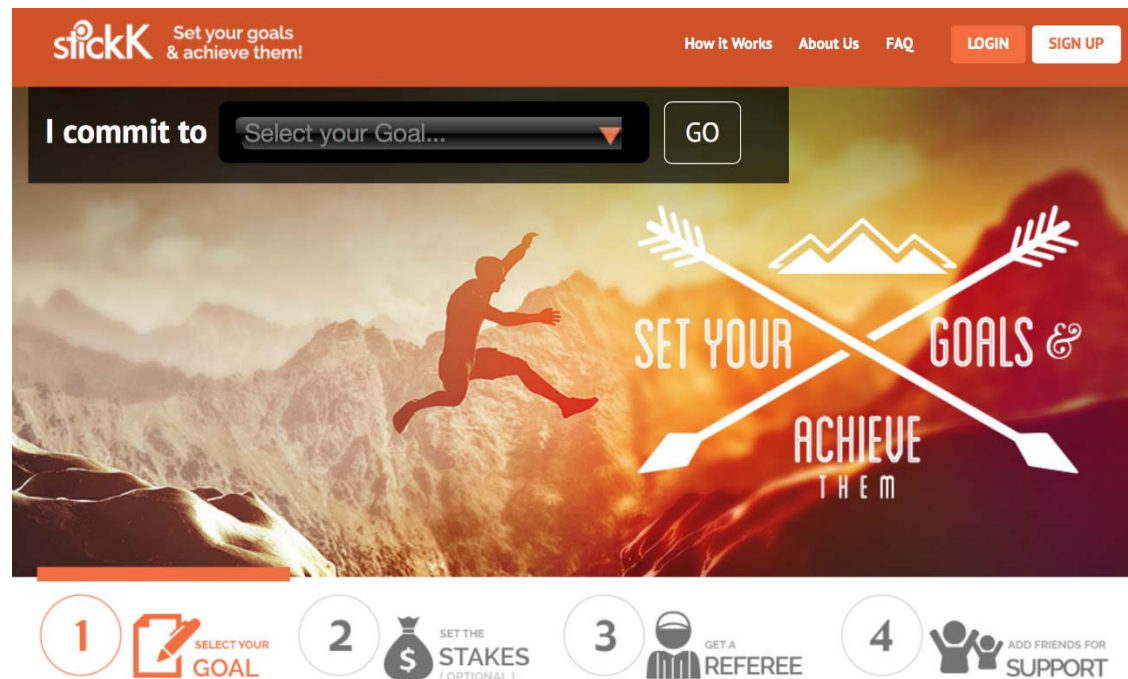 stickK
Set your goals
& achieve them!
How it Works
About Us
FAQ
LOGIN
SIGN UP
I commit to
Select your Goal...
GO
SET YOUR
GOALS &
ACHIEVE
THEM
1
SELECT YOUR
GOAL
2
$
SET THE
STAKES
( OPTIONAL )
3
GET A
REFEREE
4
ADD FRIENDS FOR
SUPPORT